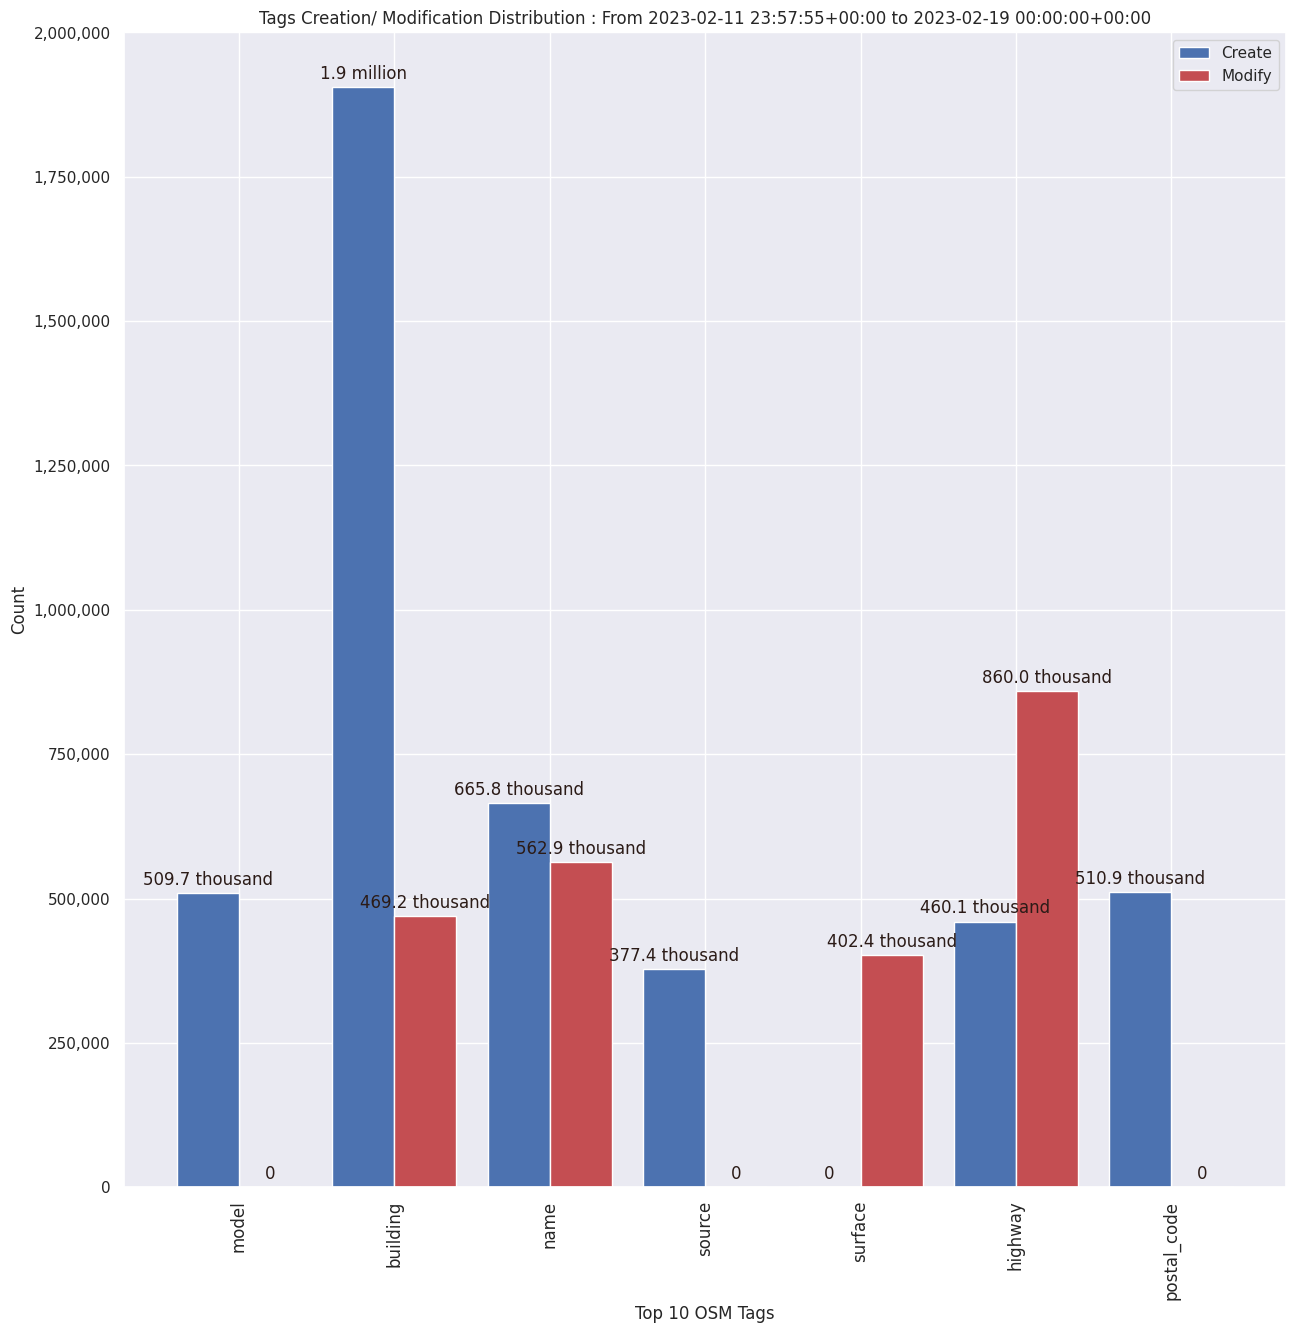 Tags Creation/ Modification Distribution : From 2023-02-11 23:57:55+00:00 to 2023-02-19 00:00:00+00:00
2,000,000
1,750,000
1,500,000
1,250,000
1,000,000
750,000
500,000
250,000
0
Count
Create
Modify
509.7 thousand
0
1.9 million
469.2 thousand
665.8 thousand
562.9 thousand
377.4 thousand
0
0
402.4 thousand
460.1 thousand
860.0 thousand
510.9 thousand
0
model
building
name
source
surface
highway
postal_code
Top 10 OSM Tags